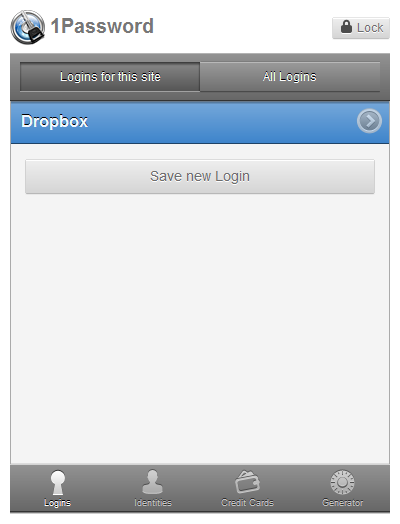 1Password
Lock
Logins for this site
All Logins
Dropbox
Save new Login
Logins
Identities
Credit Cards
Generator